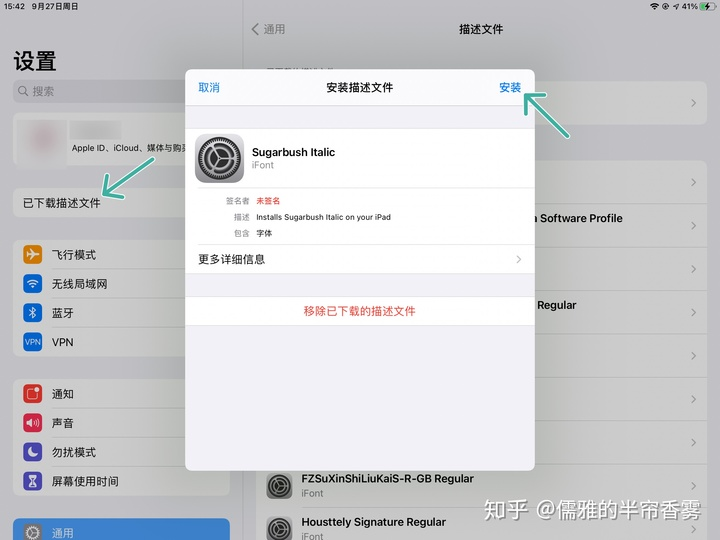 15:42 9月27日周日
41%
设置
搜索
Apple ID、iCloud、媒体与购
已下载描述文件
飞行模式
无线局域网
蓝牙
VPN
VPN
通知
声音
勿扰模式
屏幕使用时间
通用
通用
描述文件
取消
安装描述文件
安装
Sugarbush Italic
iFont
签名者 未签名
描述 Installs Sugarbush Italic on your iPad
包含 字体
更多详细信息
移除已下载的描述文件
a Software Profile
Regular
FZSuXinShiLiuKaiS-R-GB Regular
iFont
Housttely Signature Regular
iFont
知乎 @儒雅的半帘香雾